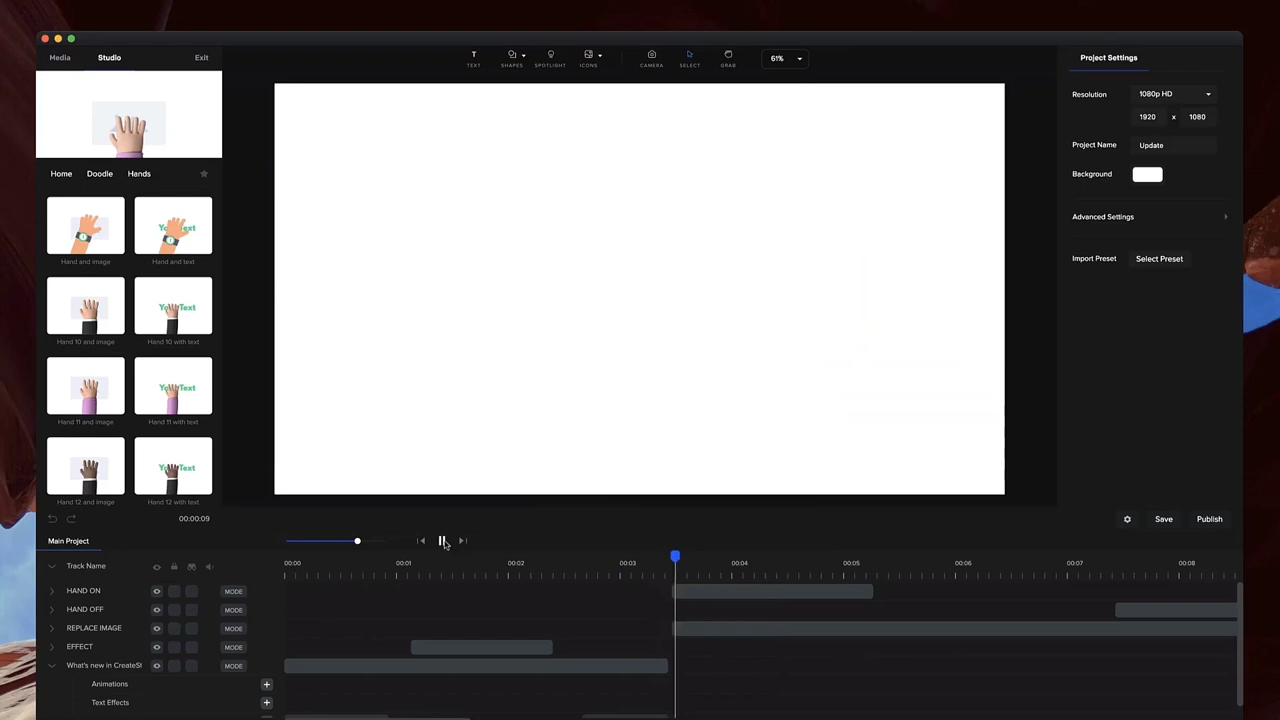 Media Studio Exit
TEXT SHAPES SPOTLIGHT ICONS CAMERA SELECT GRAB 61%
Project Settings
Resolution 1080p HD
1920 x 1080
Project Name Update
Background
Advanced Settings
Import Preset Select Preset
Home Doodle Hands
Hand and image Hand and text
Hand 10 and image Hand 10 with text
Hand 11 and image Hand 11 with text
Hand 12 and image Hand 12 with text
00:00:09 Save Publish
Main Project
Track Name 00:00 00:01 00:02 00:03 00:04 00:05 00:06 00:07 00:08
HAND ON MODE
HAND OFF MODE
REPLACE IMAGE MODE
EFFECT MODE
What's new in CreateSt MODE
Animations +
Text Effects +